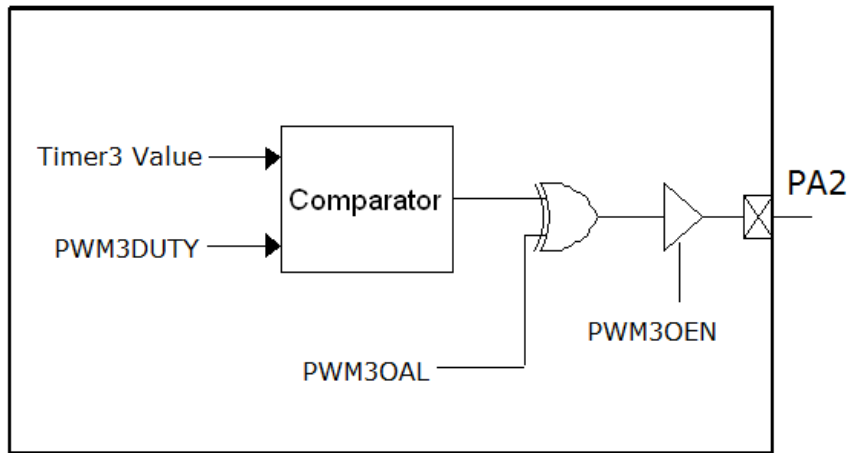 Timer3 Value
PWM3DUTY
Comparator
PWM3OAL
PWM3OEN
PA2